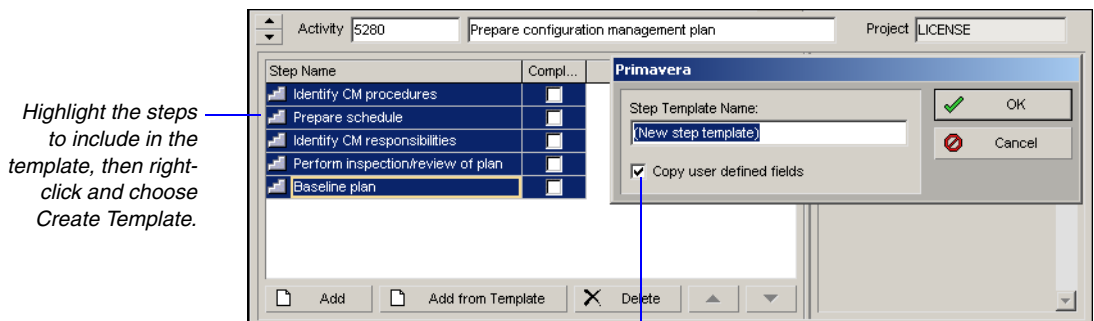 Activity 5280 Prepare configuration management plan Project LICENSE
Step Name Compl...
Identify CM procedures
Prepare schedule
Identify CM responsibilities
Perform inspection/review of plan
Baseline plan
Primavera
Step Template Name:
(New step template)
Copy user defined fields
OK
Cancel
Add Add from Template Delete
Highlight the steps
to include in the
template, then right-
click and choose
Create Template.